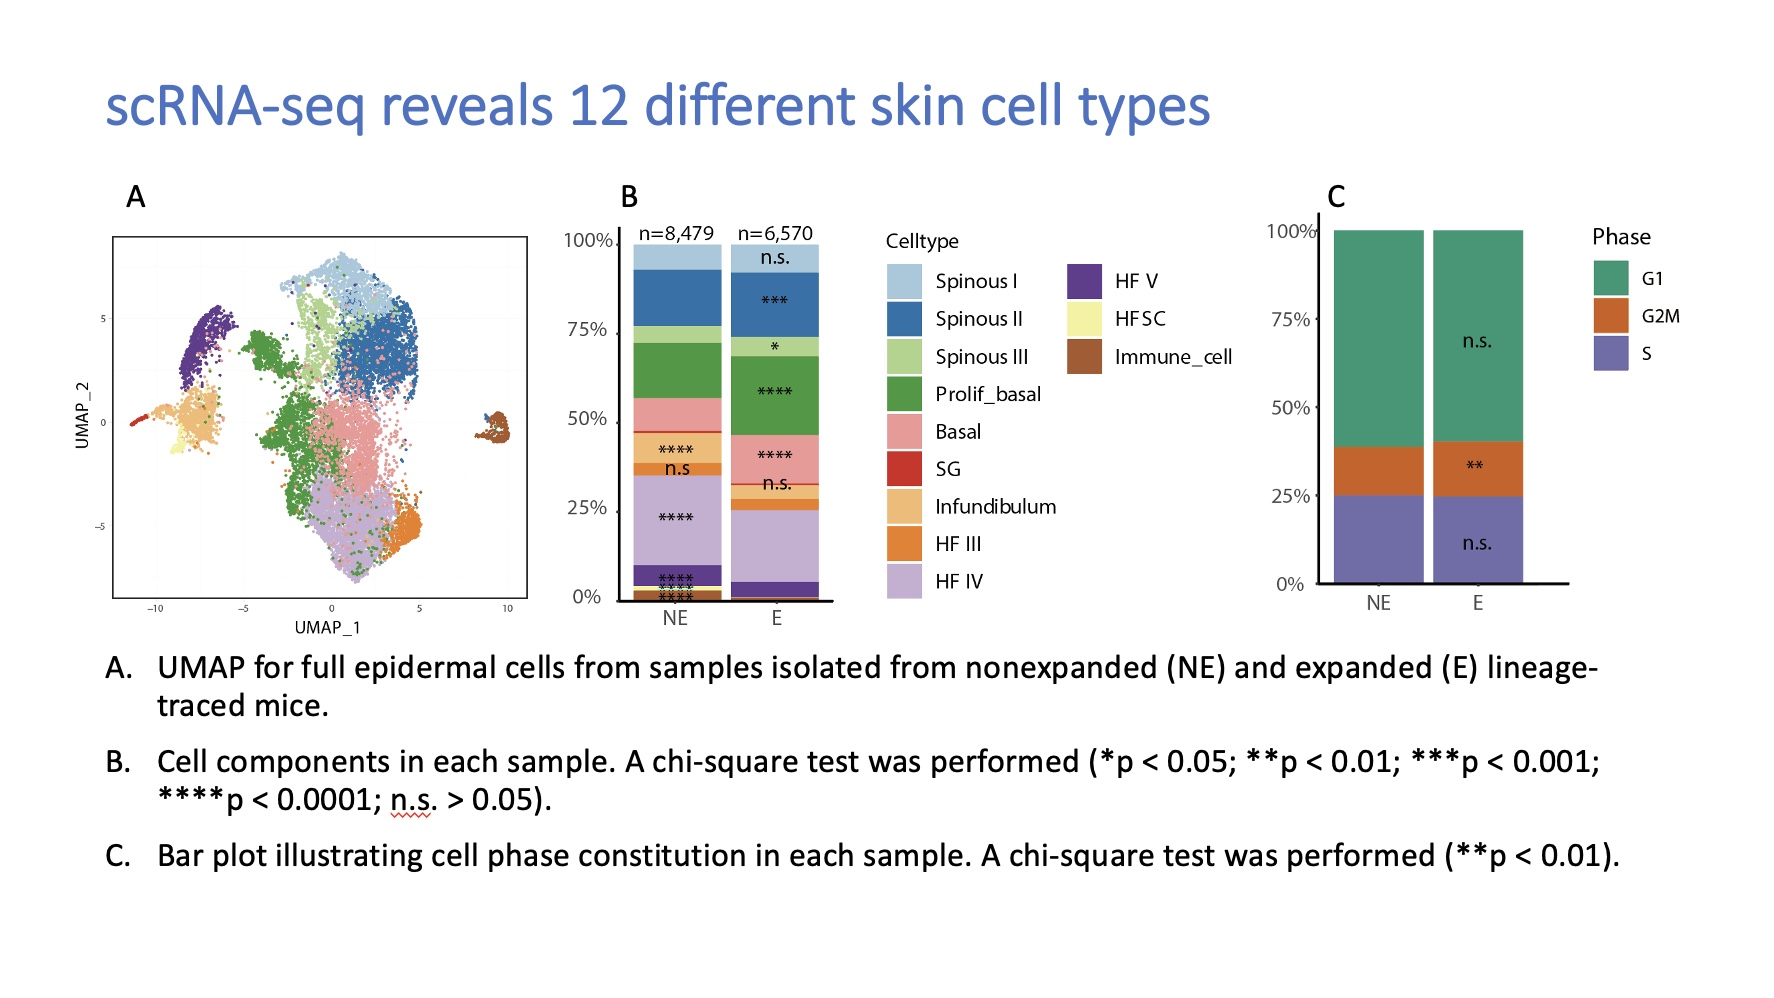 scRNA-seq reveals 12 different skin cell types
A
5
0
−5
UMAP_2
−10
−5
0
5
10
UMAP_1
B
n=8,479
n=6,570
100%
75%
50%
25%
0%
n.s.
***
*
****
****
n.s.
****
n.s
****
****
****
****
NE
E
Celltype
Spinous I
Spinous II
Spinous III
Prolif_basal
Basal
SG
Infundibulum
HF III
HF IV
HF V
HFSC
Immune_cell
C
100%
75%
50%
25%
0%
n.s.
**
n.s.
NE
E
Phase
G1
G2M
S
A. UMAP for full epidermal cells from samples isolated from nonexpanded (NE) and expanded (E) lineage-
traced mice.
B. Cell components in each sample. A chi-square test was performed (*p < 0.05; **p < 0.01; ***p < 0.001;
****p < 0.0001; n.s. > 0.05).
C. Bar plot illustrating cell phase constitution in each sample. A chi-square test was performed (**p < 0.01).